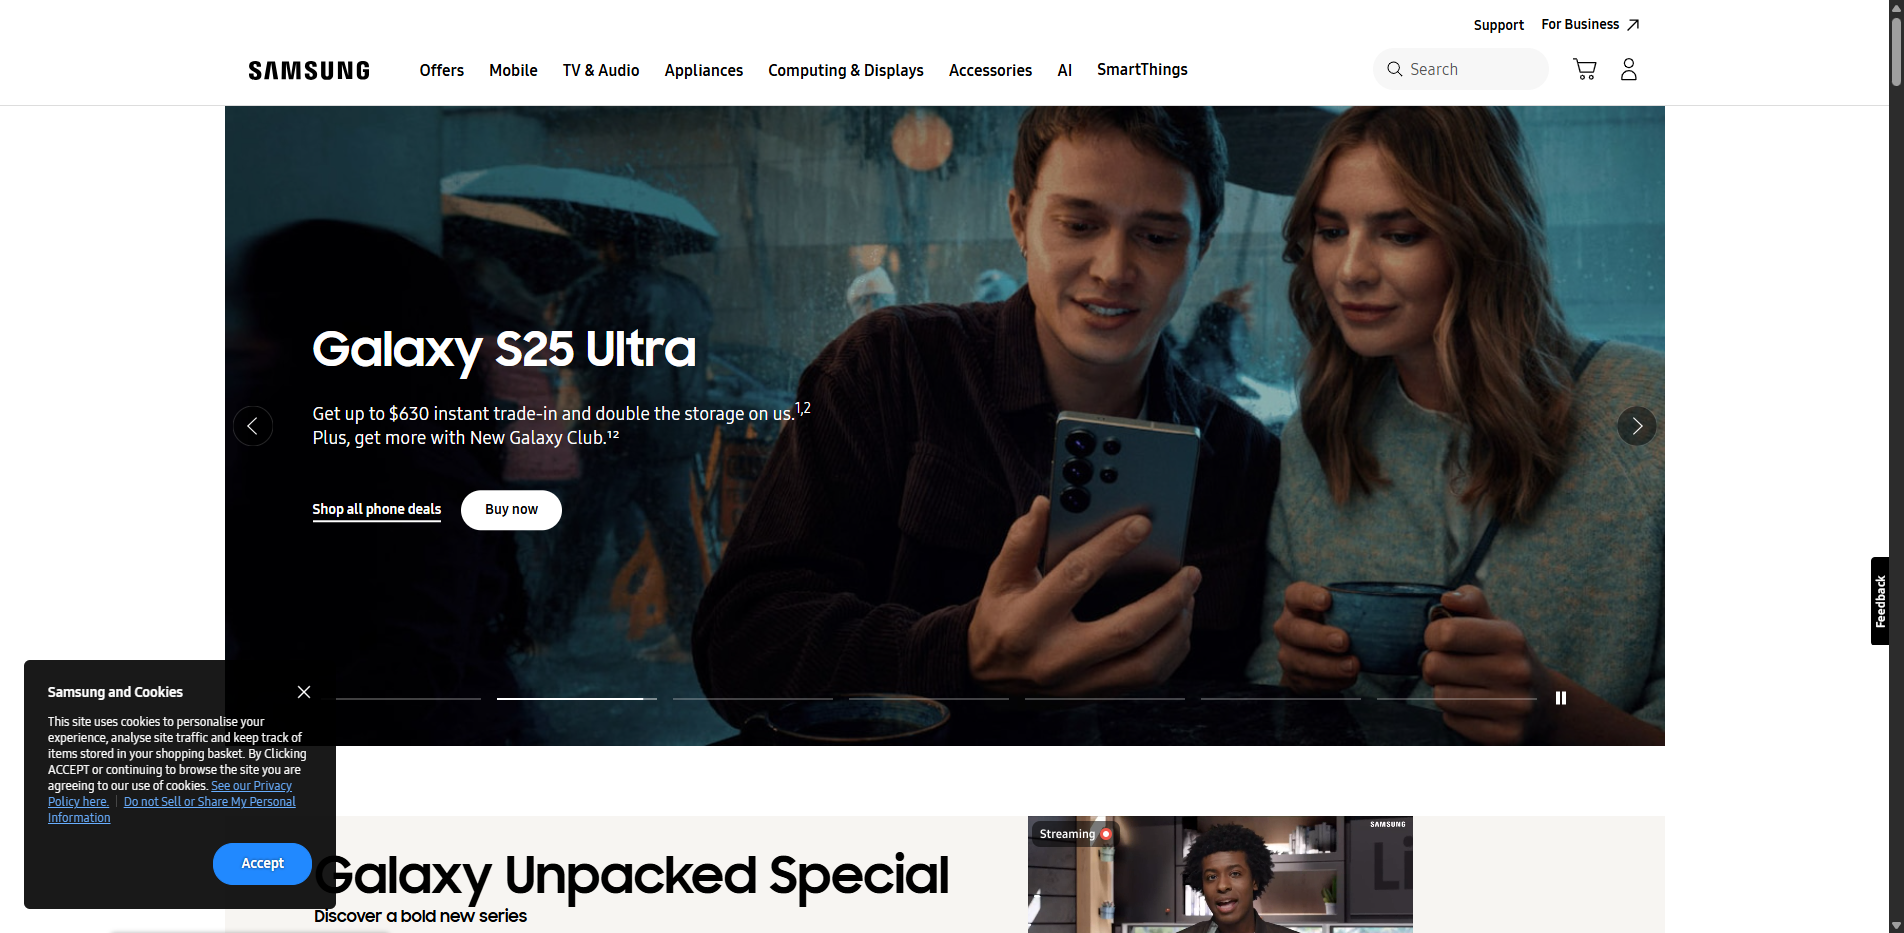 Support
For Business
SAMSUNG
Offers
Mobile
TV & Audio
Appliances
Computing & Displays
Accessories
AI
SmartThings
Search
Galaxy S25 Ultra
Get up to $630 instant trade-in and double the storage on us.1,2
Plus, get more with New Galaxy Club.¹²
Shop all phone deals
Buy now
Feedback
Samsung and Cookies
This site uses cookies to personalise your
experience, analyse site traffic and keep track of
items stored in your shopping basket. By Clicking
ACCEPT or continuing to browse the site you are
agreeing to our use of cookies. See our Privacy
Policy here. | Do not Sell or Share My Personal
Information
Accept
Galaxy Unpacked Special
Discover a bold new series
Streaming
SAMSUNG
Li